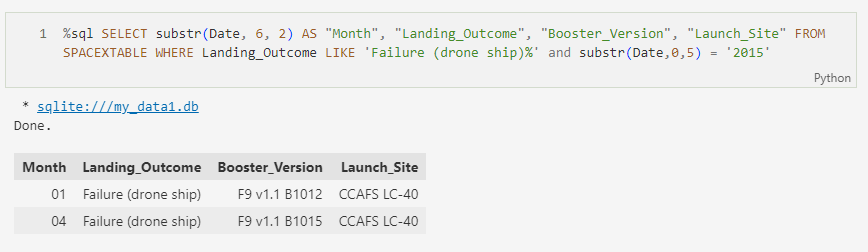 1 %sql SELECT substr(Date, 6, 2) AS "Month", "Landing_Outcome", "Booster_Version", "Launch_Site" FROM
SPACEXTABLE WHERE Landing_Outcome LIKE 'Failure (drone ship)%' and substr(Date,0,5) = '2015'
Python
* sqlite:///my_data1.db
Done.
Month Landing_Outcome Booster_Version Launch_Site
01 Failure (drone ship) F9 v1.1 B1012 CCAFS LC-40
04 Failure (drone ship) F9 v1.1 B1015 CCAFS LC-40